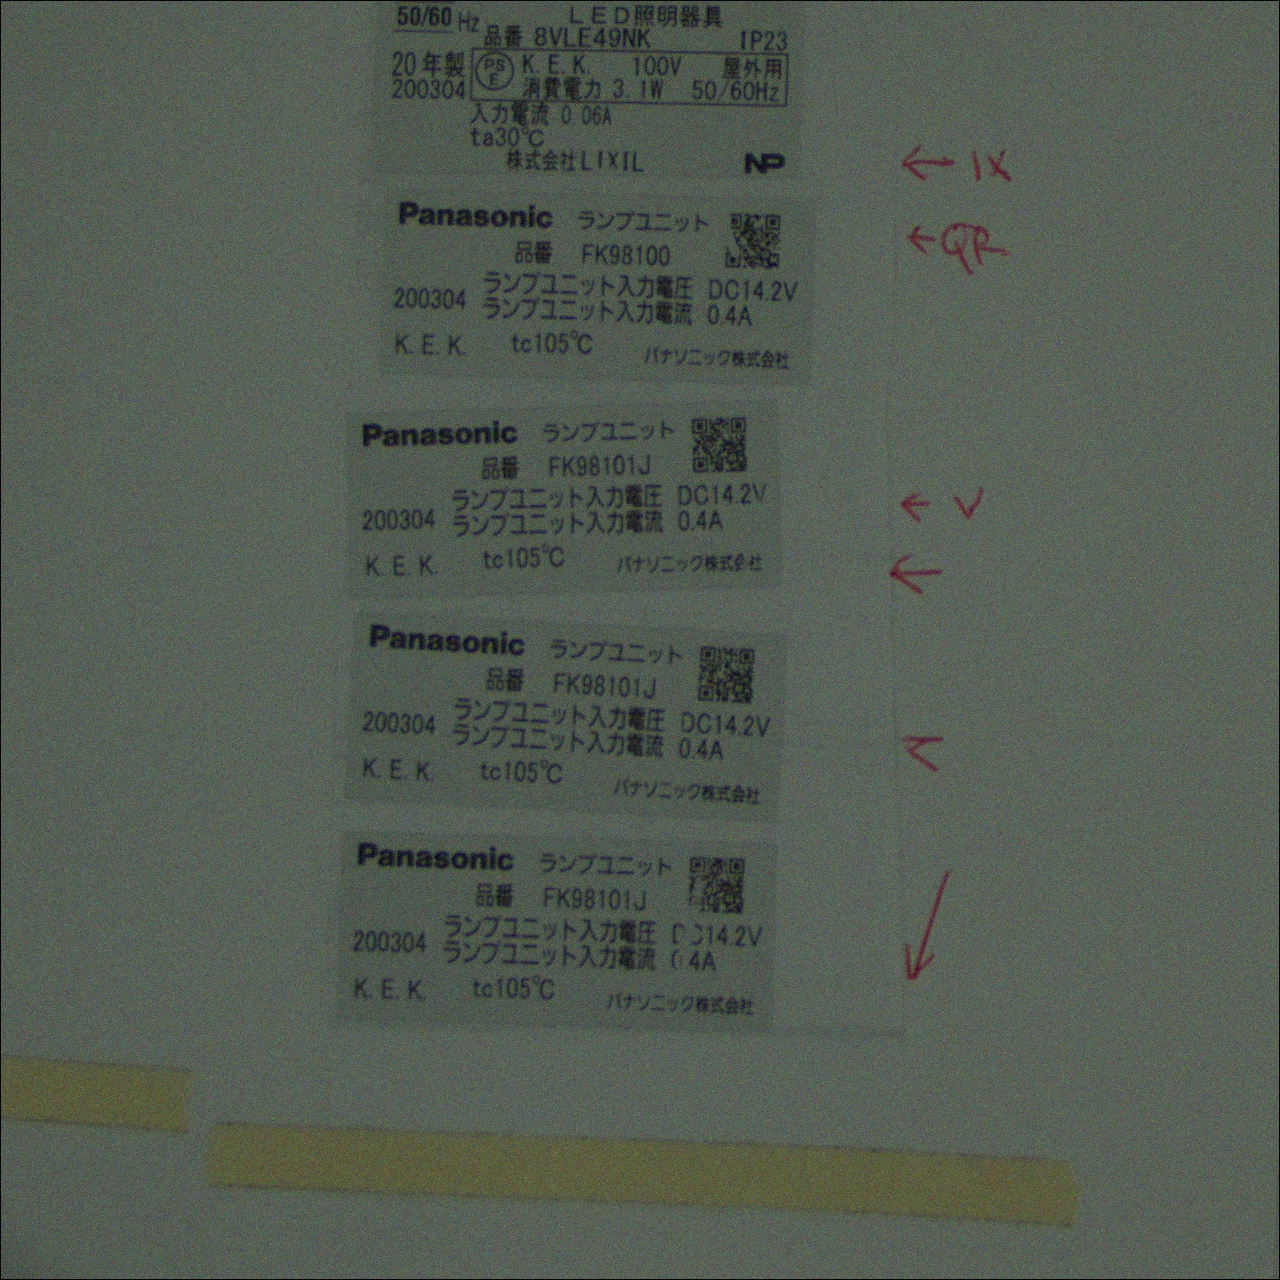 50/60 Hz LED照明器具
品番 8VLE49NK 1P23
20年製 PS E K.E.K. 100V 屋外用
200304 消費電力 3.1W 50/60Hz
入力電流 0.06A
ta30℃
株式会社LIXIL NP
← IX
Panasonic ランプユニット
← QR
品番 FK98100
ランプユニット入力電圧 DC14.2V
200304 ランプユニット入力電流 0.4A
K.E.K. tc105℃ パナソニック株式会社
Panasonic ランプユニット
品番 FK98101J
ランプユニット入力電圧 DC14.2V
← V
200304 ランプユニット入力電流 0.4A
K.E.K. tc105℃ パナソニック株式会社
←
Panasonic ランプユニット
品番 FK98101J
ランプユニット入力電圧 DC14.2V
200304 ランプユニット入力電流 0.4A
K.E.K. tc105℃ パナソニック株式会社
Panasonic ランプユニット
品番 FK98101J
ランプユニット入力電圧 DC14.2V
200304 ランプユニット入力電流 0.4A
K.E.K. tc105℃ パナソニック株式会社